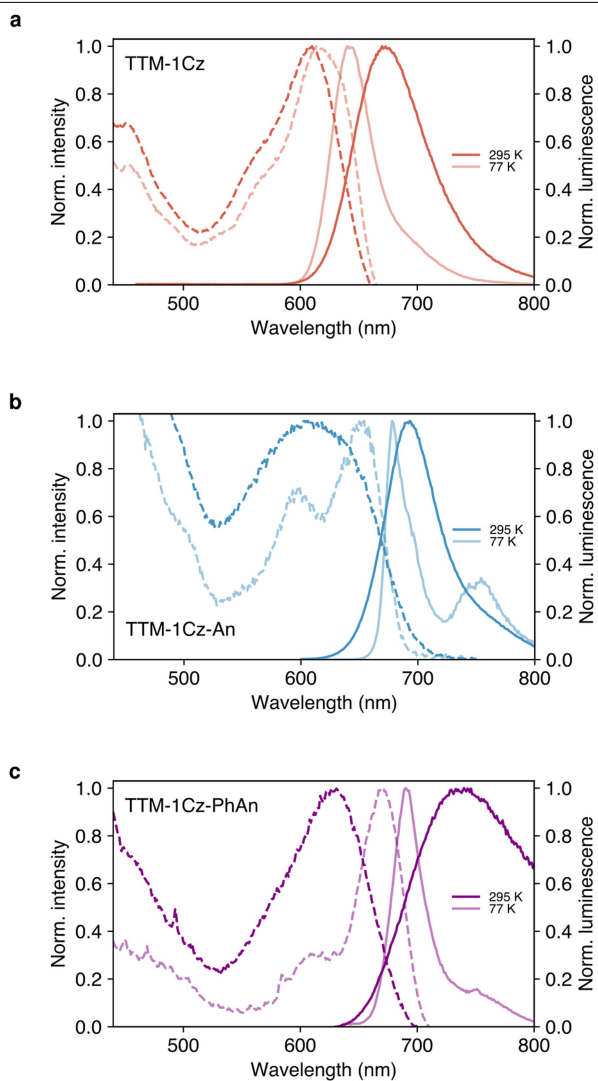 a
TTM-1Cz
Norm. intensity
1.0
0.8
0.6
0.4
0.2
0.0
295 K
77 K
1.0
0.8
0.6
0.4
0.2
0.0
Norm. luminescence
500 600 700 800
Wavelength (nm)
b
Norm. intensity
1.0
0.8
0.6
0.4
0.2
0.0
295 K
77 K
TTM-1Cz-An
1.0
0.8
0.6
0.4
0.2
0.0
Norm. luminescence
500 600 700 800
Wavelength (nm)
c
TTM-1Cz-PhAn
Norm. intensity
1.0
0.8
0.6
0.4
0.2
0.0
295 K
77 K
1.0
0.8
0.6
0.4
0.2
0.0
Norm. luminescence
500 600 700 800
Wavelength (nm)